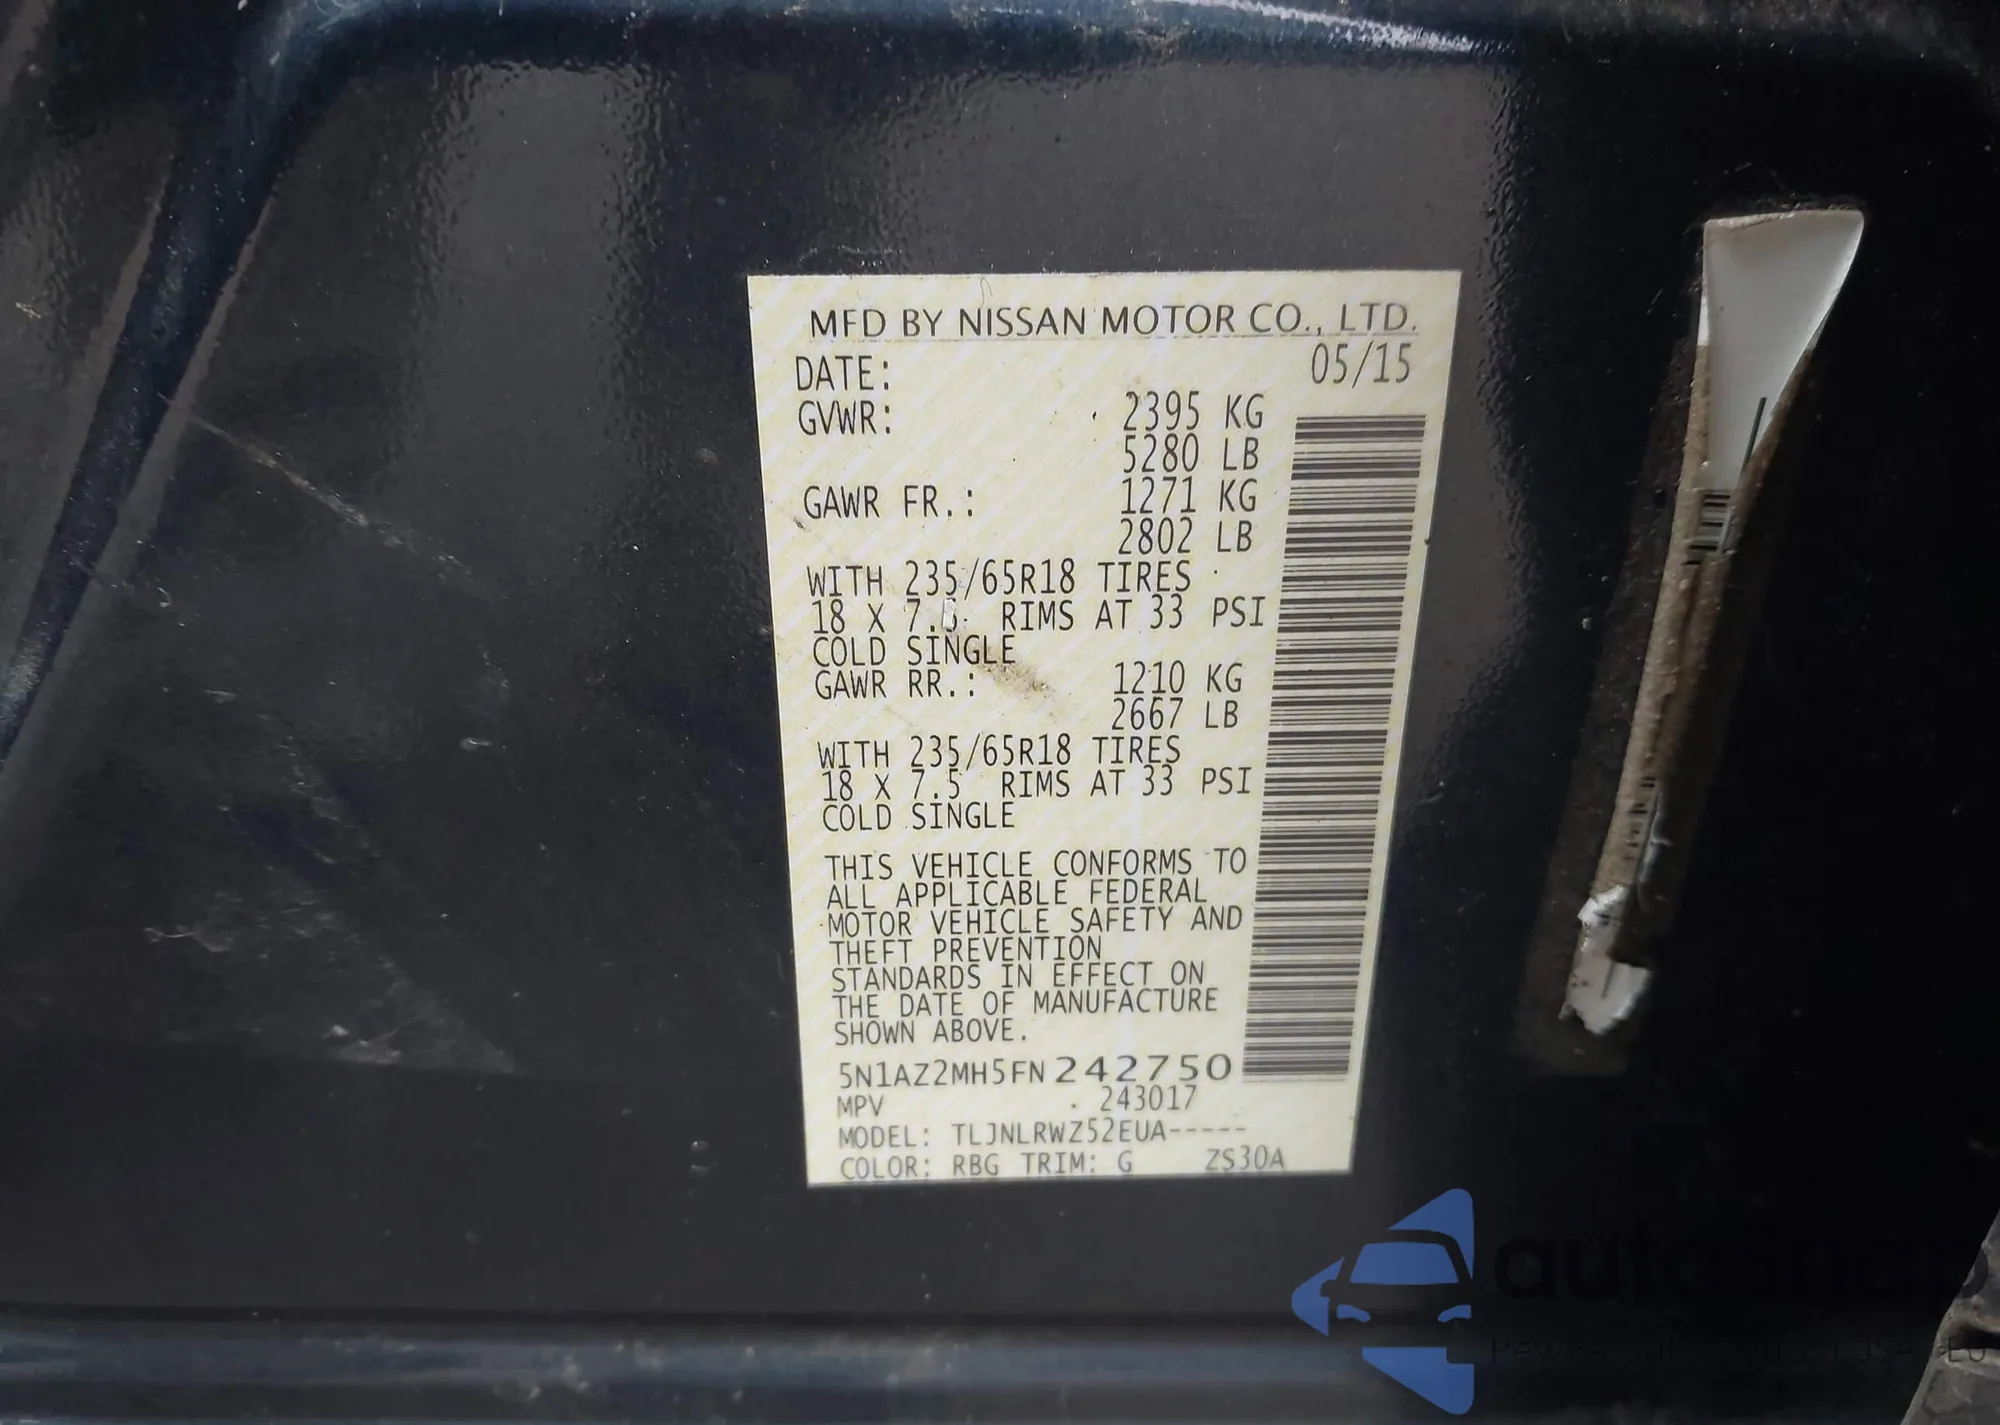 MFD BY NISSAN MOTOR CO., LTD.
DATE: 05/15
GVWR: 2395 KG
5280 LB
GAWR FR.: 1271 KG
2802 LB
WITH 235/65R18 TIRES
18 X 7.5 RIMS AT 33 PSI
COLD SINGLE
GAWR RR.: 1210 KG
2667 LB
WITH 235/65R18 TIRES
18 X 7.5 RIMS AT 33 PSI
COLD SINGLE
THIS VEHICLE CONFORMS TO
ALL APPLICABLE FEDERAL
MOTOR VEHICLE SAFETY AND
THEFT PREVENTION
STANDARDS IN EFFECT ON
THE DATE OF MANUFACTURE
SHOWN ABOVE.
5N1AZ2MH5FN242750
MPV 243017
MODEL: TLJNLRWZ52EUA-----
COLOR: RBG TRIM: G ZS30A